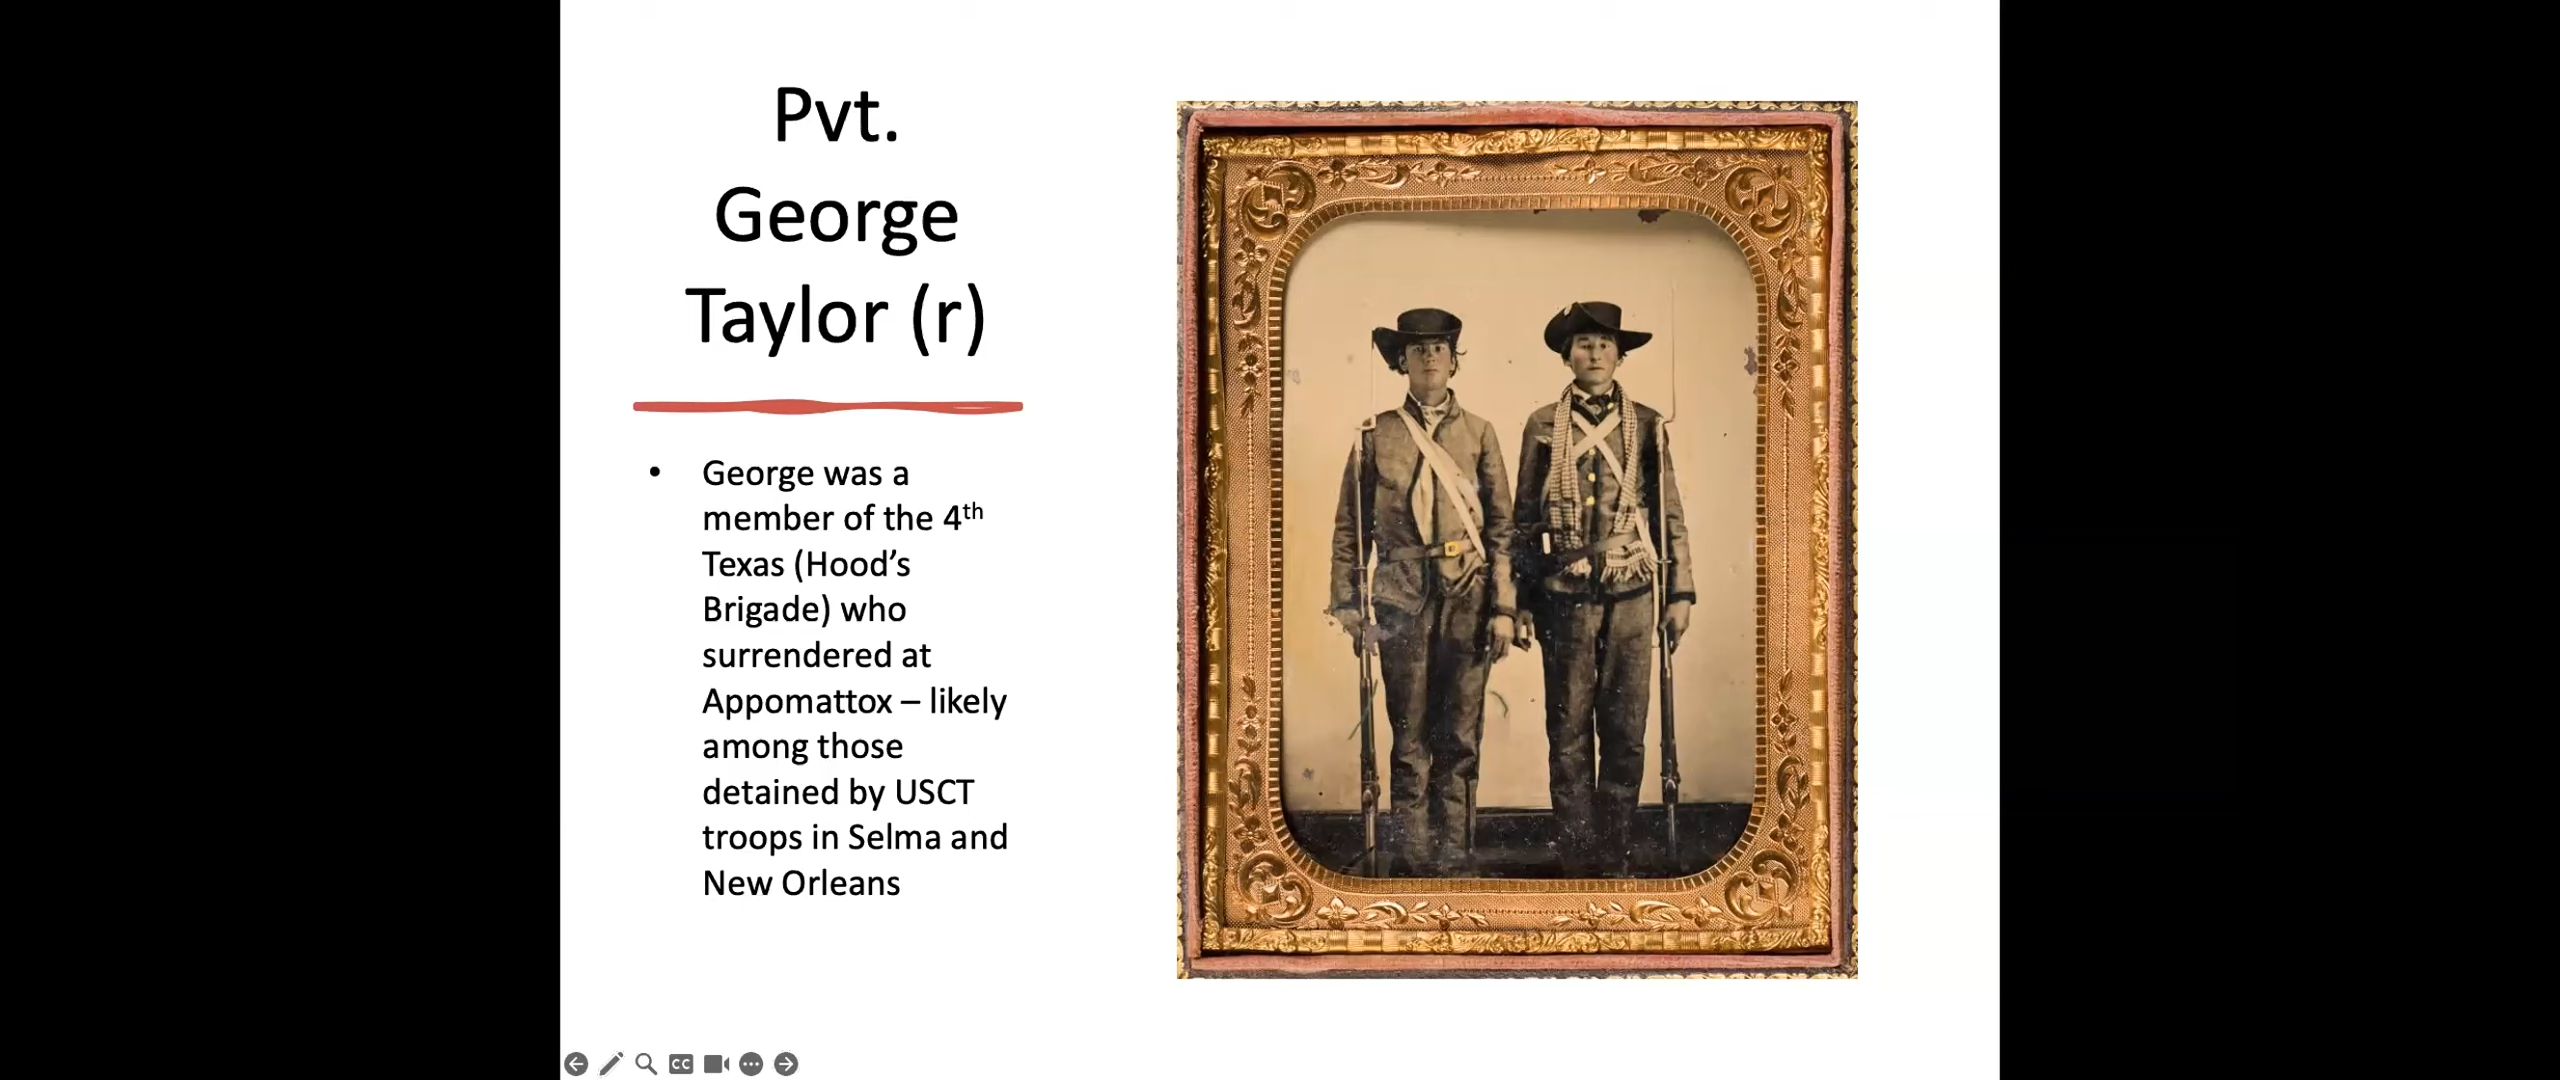 Pvt.
George
Taylor (r)
• George was a
member of the 4th
Texas (Hood’s
Brigade) who
surrendered at
Appomattox – likely
among those
detained by USCT
troops in Selma and
New Orleans
CC